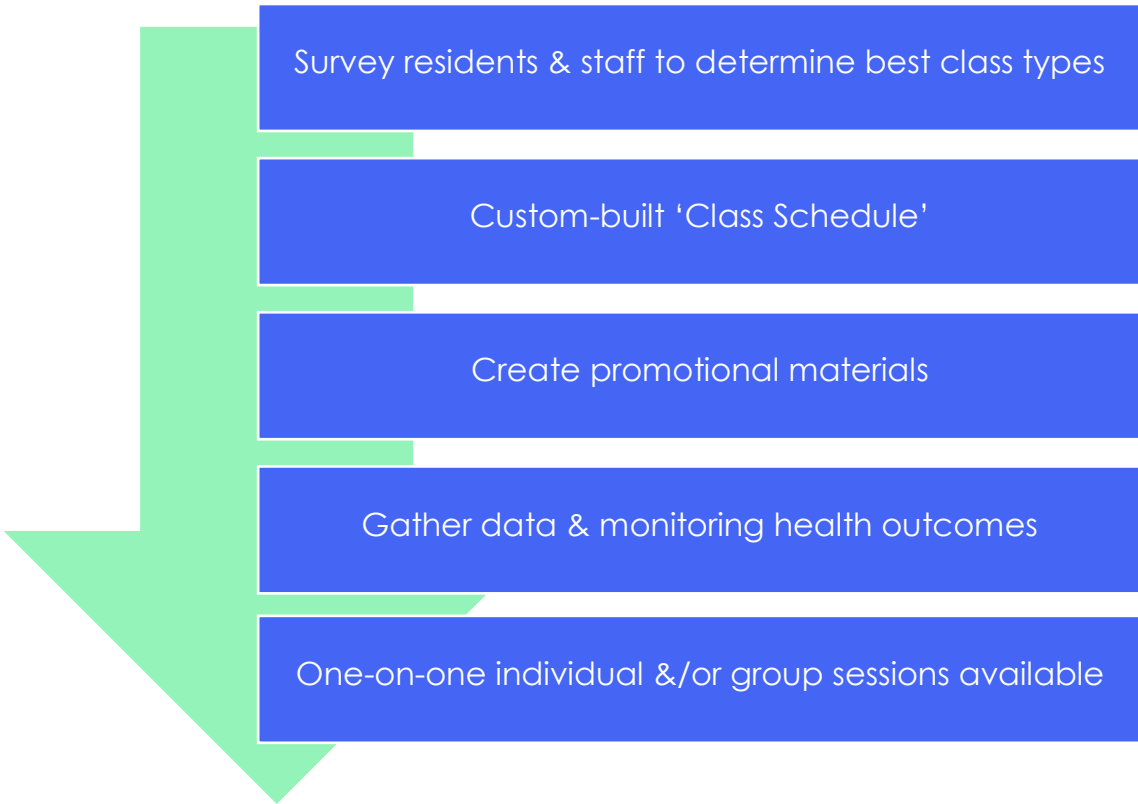 Survey residents & staff to determine best class types
Custom-built ‘Class Schedule’
Create promotional materials
Gather data & monitoring health outcomes
One-on-one individual &/or group sessions available